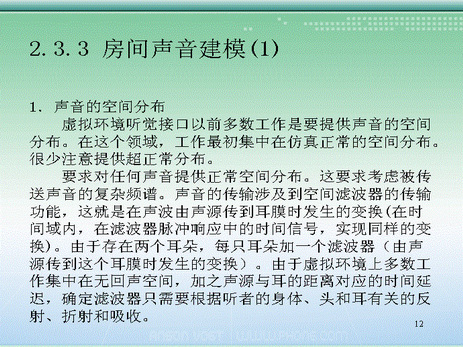 2.3.3 房间声音建模(1)
1. 声音的空间分布
虚拟环境听觉接口以前多数工作是要提供声音的空间
分布。在这个领域，工作最初集中在仿真正常的空间分布。
很少注意提供超正常分布。
要求对任何声音提供正常空间分布。这要求考虑被传
送声音的复杂频谱。声音的传输涉及到空间滤波器的传输
功能，这就是在声波由声源传到耳膜时发生的变换(在时
间域内，在滤波器脉冲响应中的时间信号，实现同样的变
换)。由于存在两个耳朵，每只耳朵加一个滤波器（由声
源传到这个耳膜时发生的变换）。由于虚拟环境上多数工
作集中在无回声空间，加之声源与耳的距离对应的时间延
迟，确定滤波器只需要根据听者的身体、头和耳有关的反
射、折射和吸收。
12